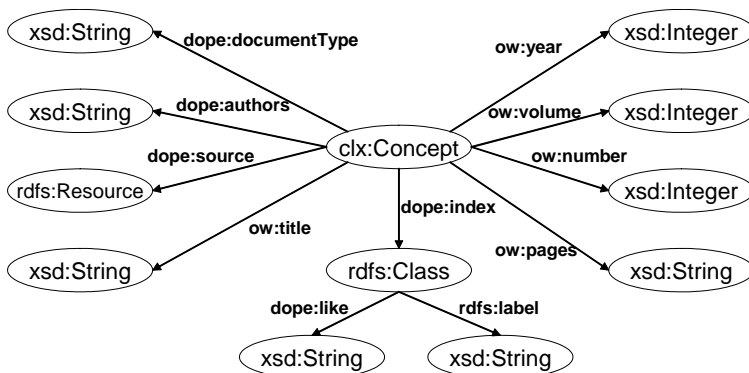 xsd:String
dope:documentType
ow:year
xsd:Integer
xsd:String
dope:authors
ow:volume
xsd:Integer
clx:Concept
dope:source
ow:number
rdfs:Resource
xsd:Integer
dope:index
ow:title
ow:pages
xsd:String
rdfs:Class
xsd:String
dope:like
rdfs:label
xsd:String
xsd:String